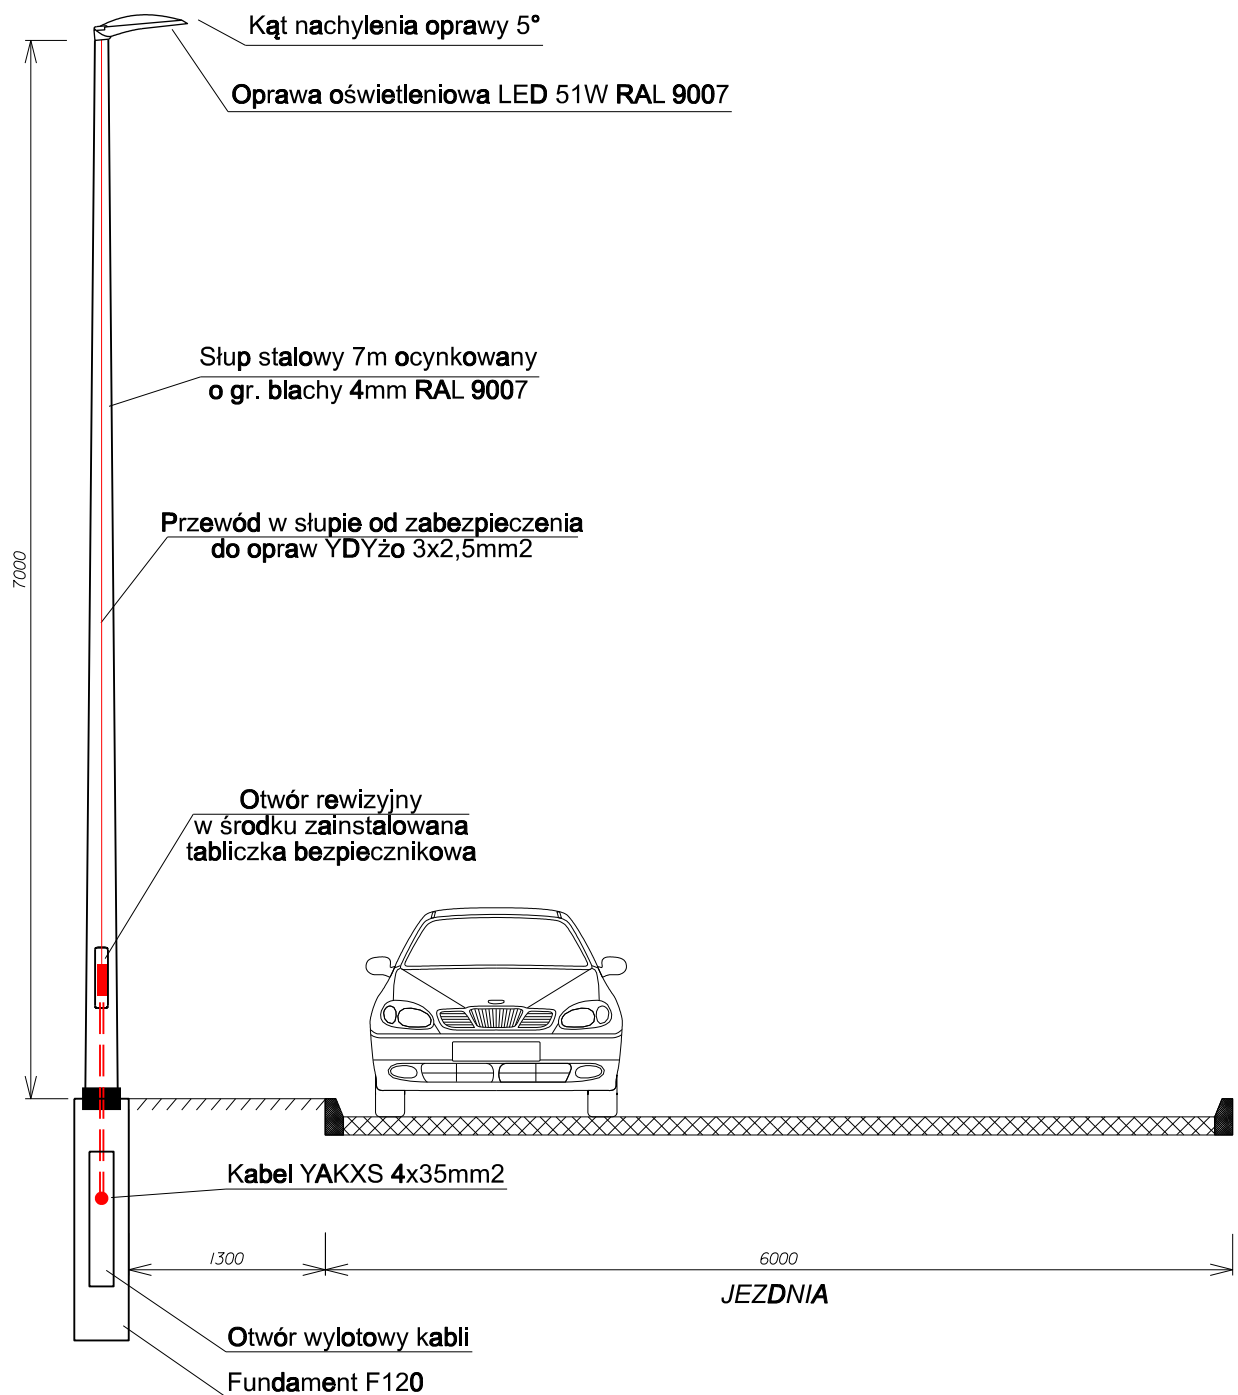 Kąt nachylenia oprawy 5°
Oprawa oświetleniowa LED 51W RAL 9007
Słup stalowy 7m ocynkowany
o gr. blachy 4mm RAL 9007
Przewód w słupie od zabezpieczenia
do opraw YDYżo 3x2,5mm2
7000
Otwór rewizyjny
w środku zainstalowana
tabliczka bezpiecznikowa
Kabel YAKXS 4x35mm2
1300
6000
JEZDNIA
Otwór wylotowy kabli
Fundament F120